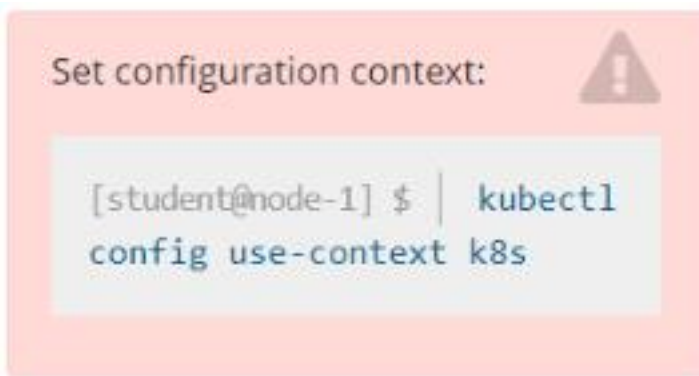 Set configuration context:
[student@node-1] $ | kubectl
config use-context k8s